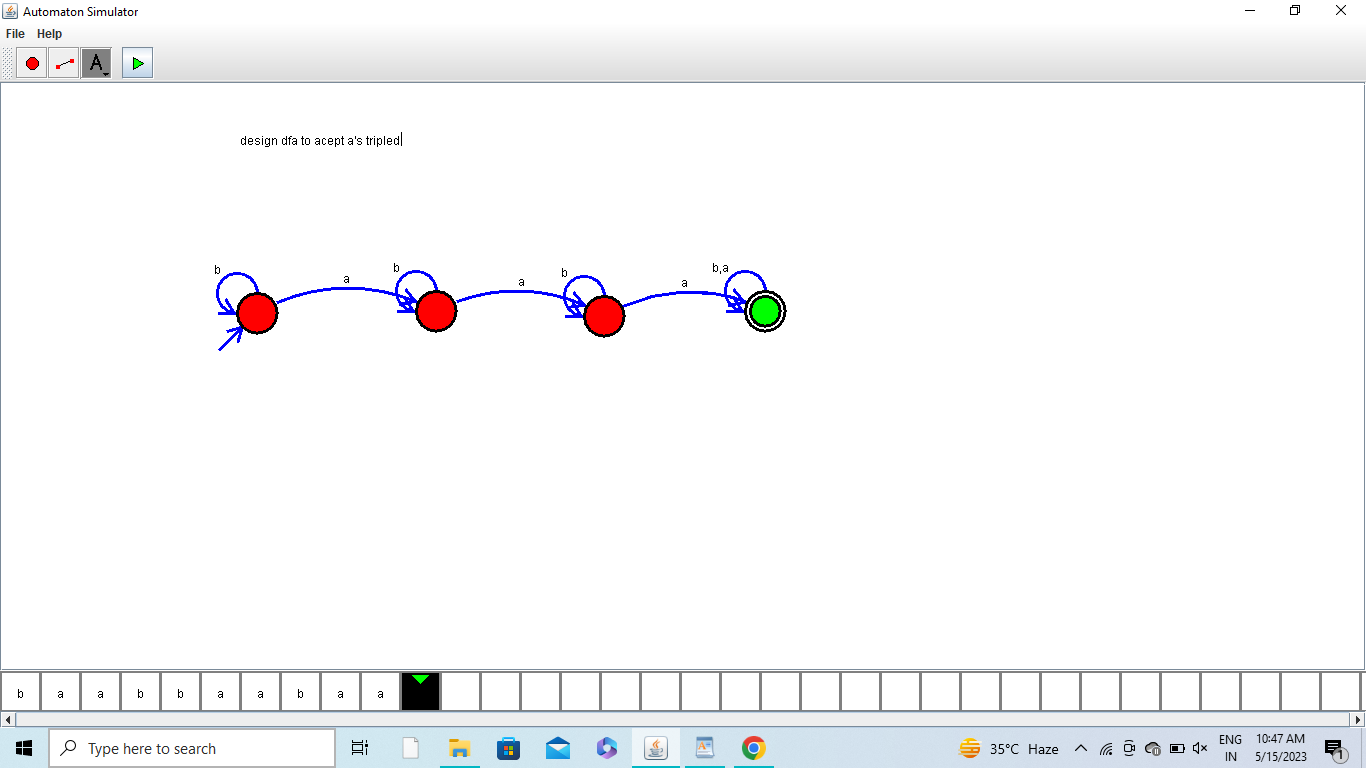 Automaton Simulator
File Help
A
design dfa to acept a's tripled
b a b a b a b,a
b a a b b a a b a a
Type here to search
35°C Haze
ENG
IN
10:47 AM
5/15/2023
1